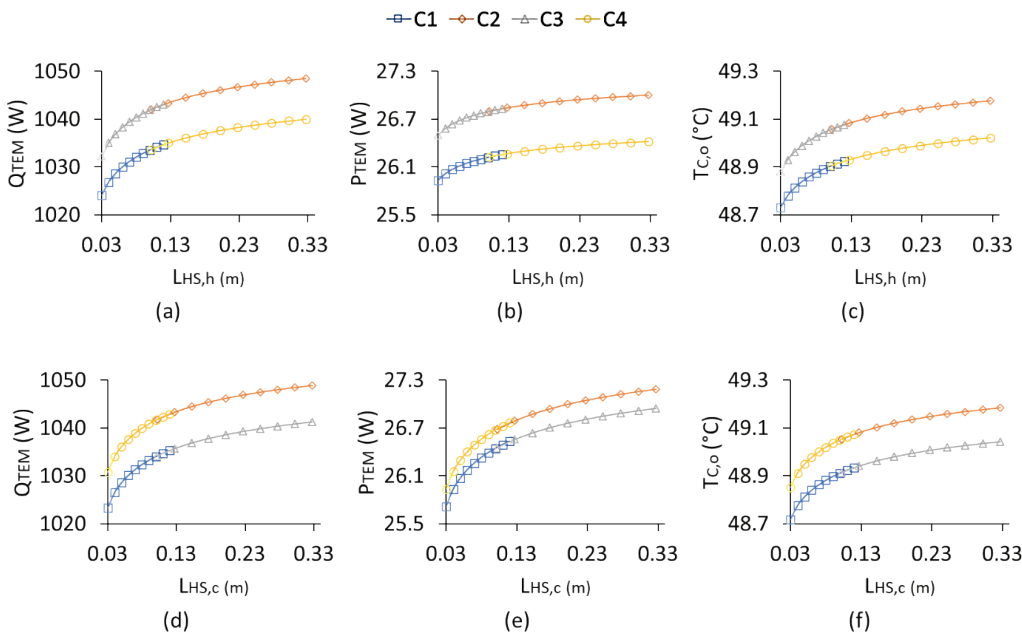 C1 C2 C3 C4
QTEM (W)
1050
1040
1030
1020
0.03 0.13 0.23 0.33
LHS,h (m)
(a)
PTEM (W)
27.3
26.7
26.1
25.5
0.03 0.13 0.23 0.33
LHS,h (m)
(b)
TC,o (°C)
49.3
49.1
48.9
48.7
0.03 0.13 0.23 0.33
LHS,h (m)
(c)
QTEM (W)
1050
1040
1030
1020
0.03 0.13 0.23 0.33
LHS,c (m)
(d)
PTEM (W)
27.3
26.7
26.1
25.5
0.03 0.13 0.23 0.33
LHS,c (m)
(e)
TC,o (°C)
49.3
49.1
48.9
48.7
0.03 0.13 0.23 0.33
LHS,c (m)
(f)